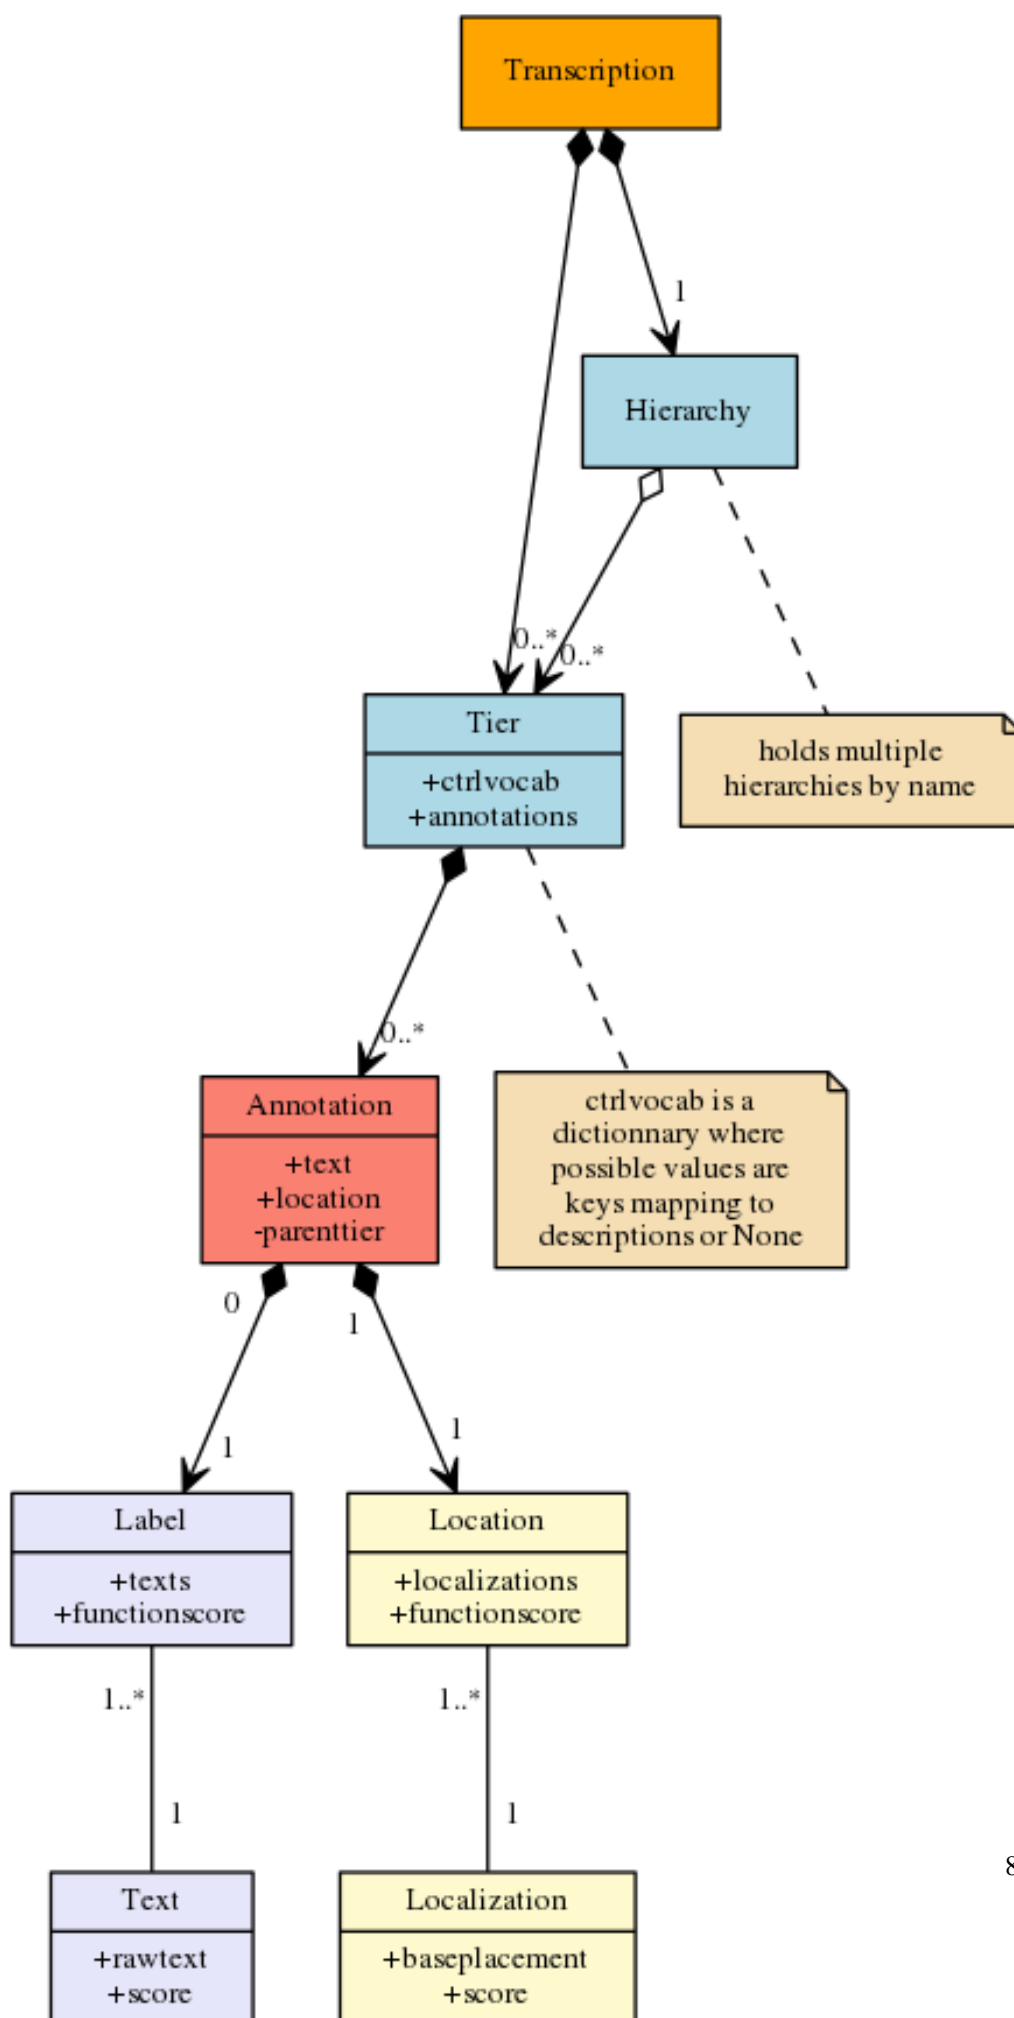 Transcription
1
Hierarchy
0..*
0..*
Tier
+ctrlvocab
+annotations
holds multiple
hierarchies by name
0..*
Annotation
+text
+location
-parenttier
ctrlvocab is a
dictionnary where
possible values are
keys mapping to
descriptions or None
0
1
1
1
Label
+texts
+functionscore
Location
+localizations
+functionscore
1..*
1..*
1
1
8
Text
+rawtext
+score
Localization
+baseplacement
+score